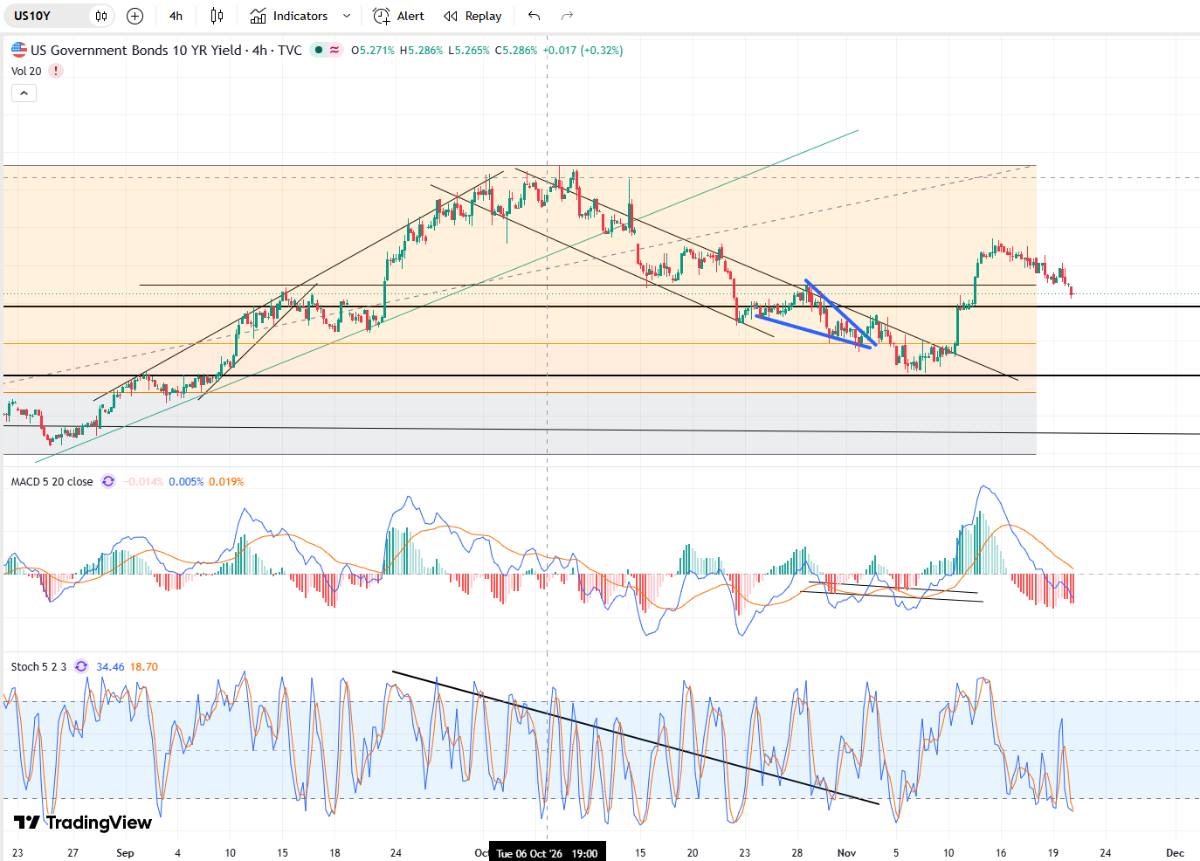 US10Y 4h Indicators Alert Replay
US Government Bonds 10 YR Yield · 4h · TVC O5.271% H5.286% L5.265% C5.286% +0.017 (+0.32%)
Vol 20
MACD 5 20 close −0.014% 0.005% 0.019%
Stoch 5 2 3 34.46 18.70
TradingView
23 27 Sep 4 10 15 18 24 Oct Tue 06 Oct '26 19:00 15 20 23 28 Nov 5 10 16 19 24 Dec